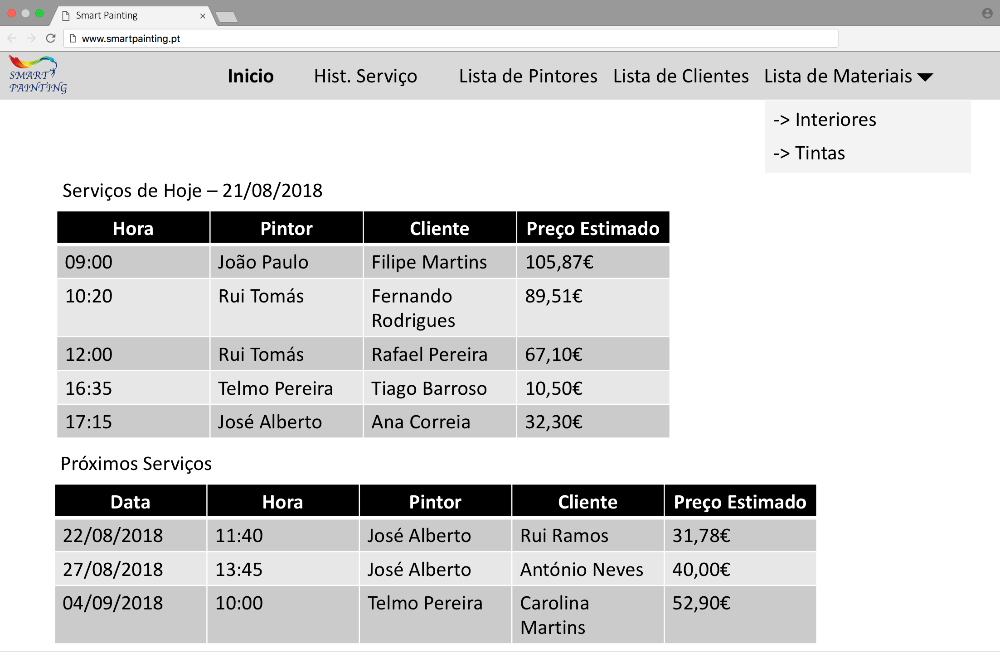 Smart Painting
www.smartpainting.pt
SMART
PAINTING
Inicio Hist. Serviço Lista de Pintores Lista de Clientes Lista de Materiais
-> Interiores
-> Tintas
Serviços de Hoje – 21/08/2018
Hora Pintor Cliente Preço Estimado
09:00 João Paulo Filipe Martins 105,87€
10:20 Rui Tomás Fernando 89,51€
Rodrigues
12:00 Rui Tomás Rafael Pereira 67,10€
16:35 Telmo Pereira Tiago Barroso 10,50€
17:15 José Alberto Ana Correia 32,30€
Próximos Serviços
Data Hora Pintor Cliente Preço Estimado
22/08/2018 11:40 José Alberto Rui Ramos 31,78€
27/08/2018 13:45 José Alberto António Neves 40,00€
04/09/2018 10:00 Telmo Pereira Carolina 52,90€
Martins